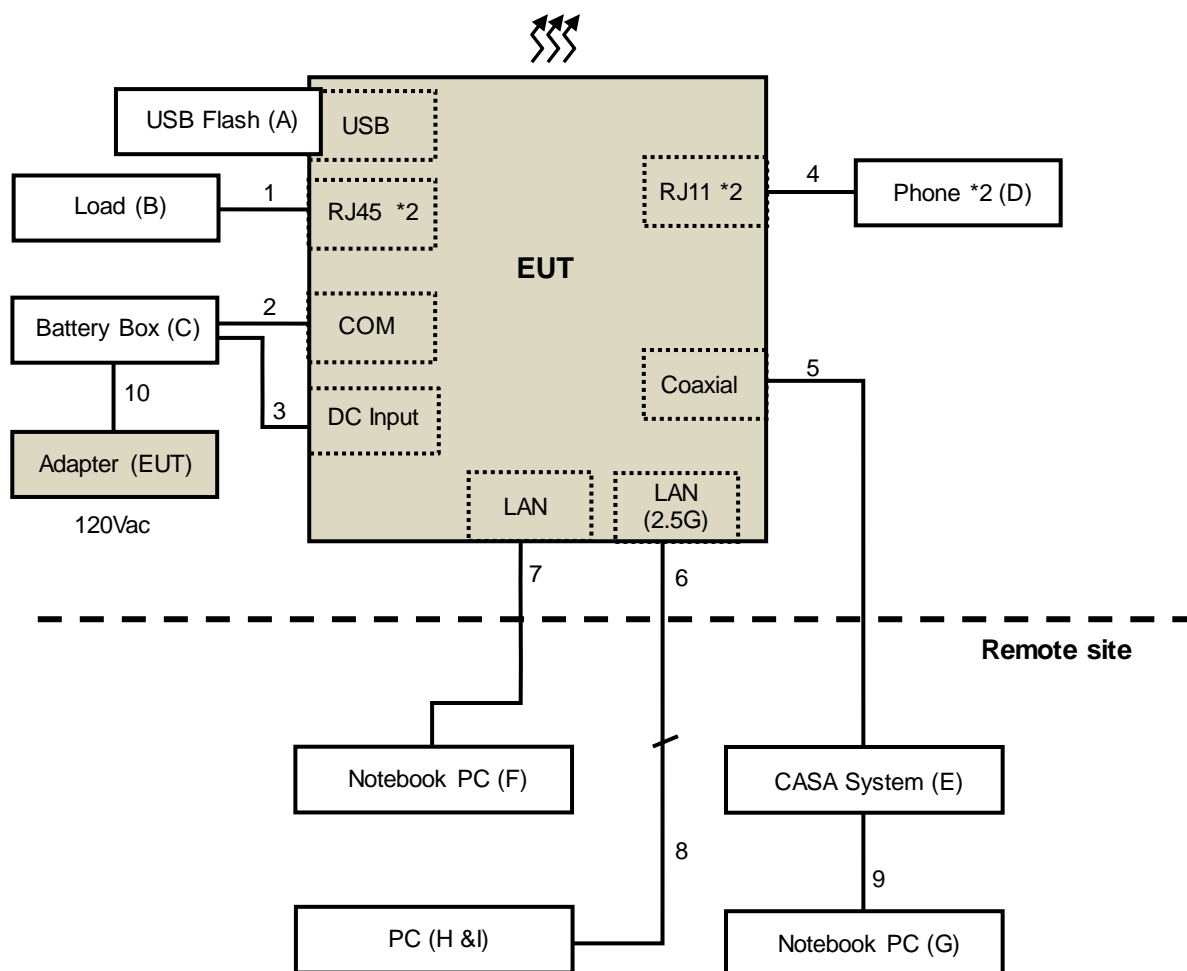 USB Flash (A)
USB
Load (B)
1
RJ45 *2
RJ11 *2
4
Phone *2 (D)
EUT
Battery Box (C)
2
COM
10
3
DC Input
Coaxial
5
Adapter (EUT)
120Vac
LAN
LAN
(2.5G)
7
6
Remote site
Notebook PC (F)
CASA System (E)
8
9
PC (H &I)
Notebook PC (G)